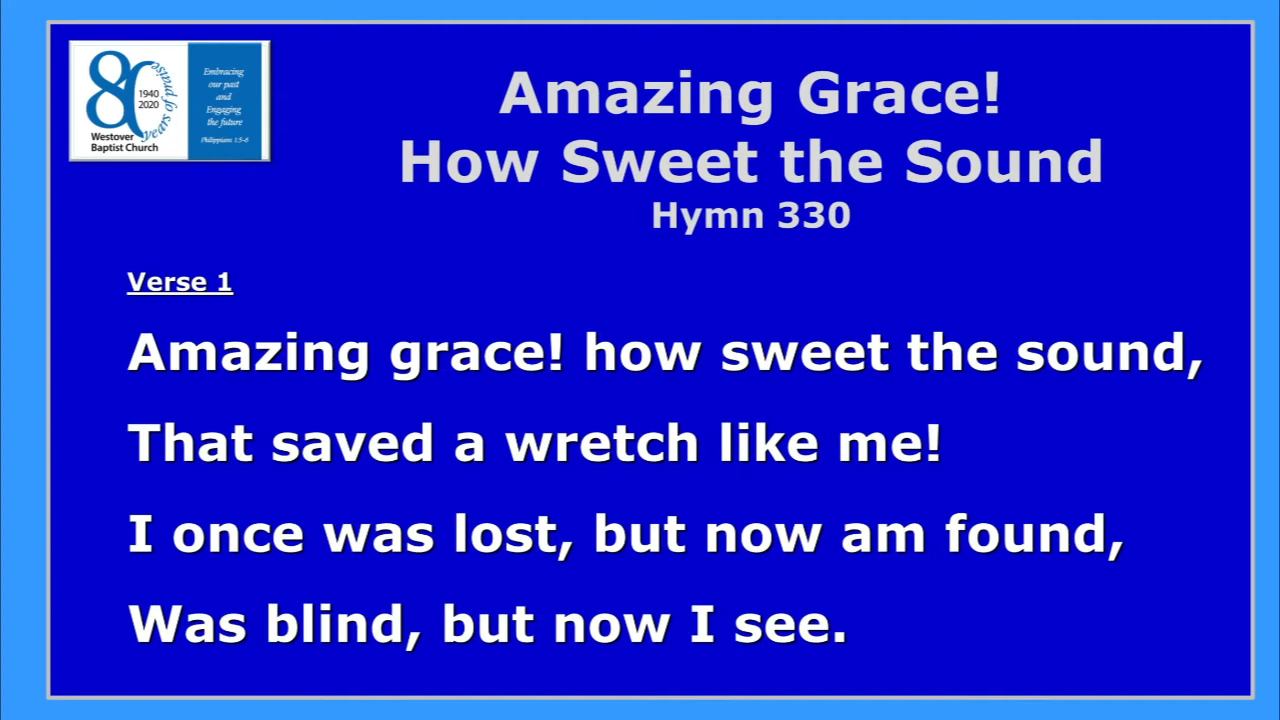 80
1940
2020
years of praise
Westover
Baptist Church
Embracing
our past
and
Engaging
the future
Philippians 1:5-6
Amazing Grace!
How Sweet the Sound
Hymn 330
Verse 1
Amazing grace! how sweet the sound,
That saved a wretch like me!
I once was lost, but now am found,
Was blind, but now I see.